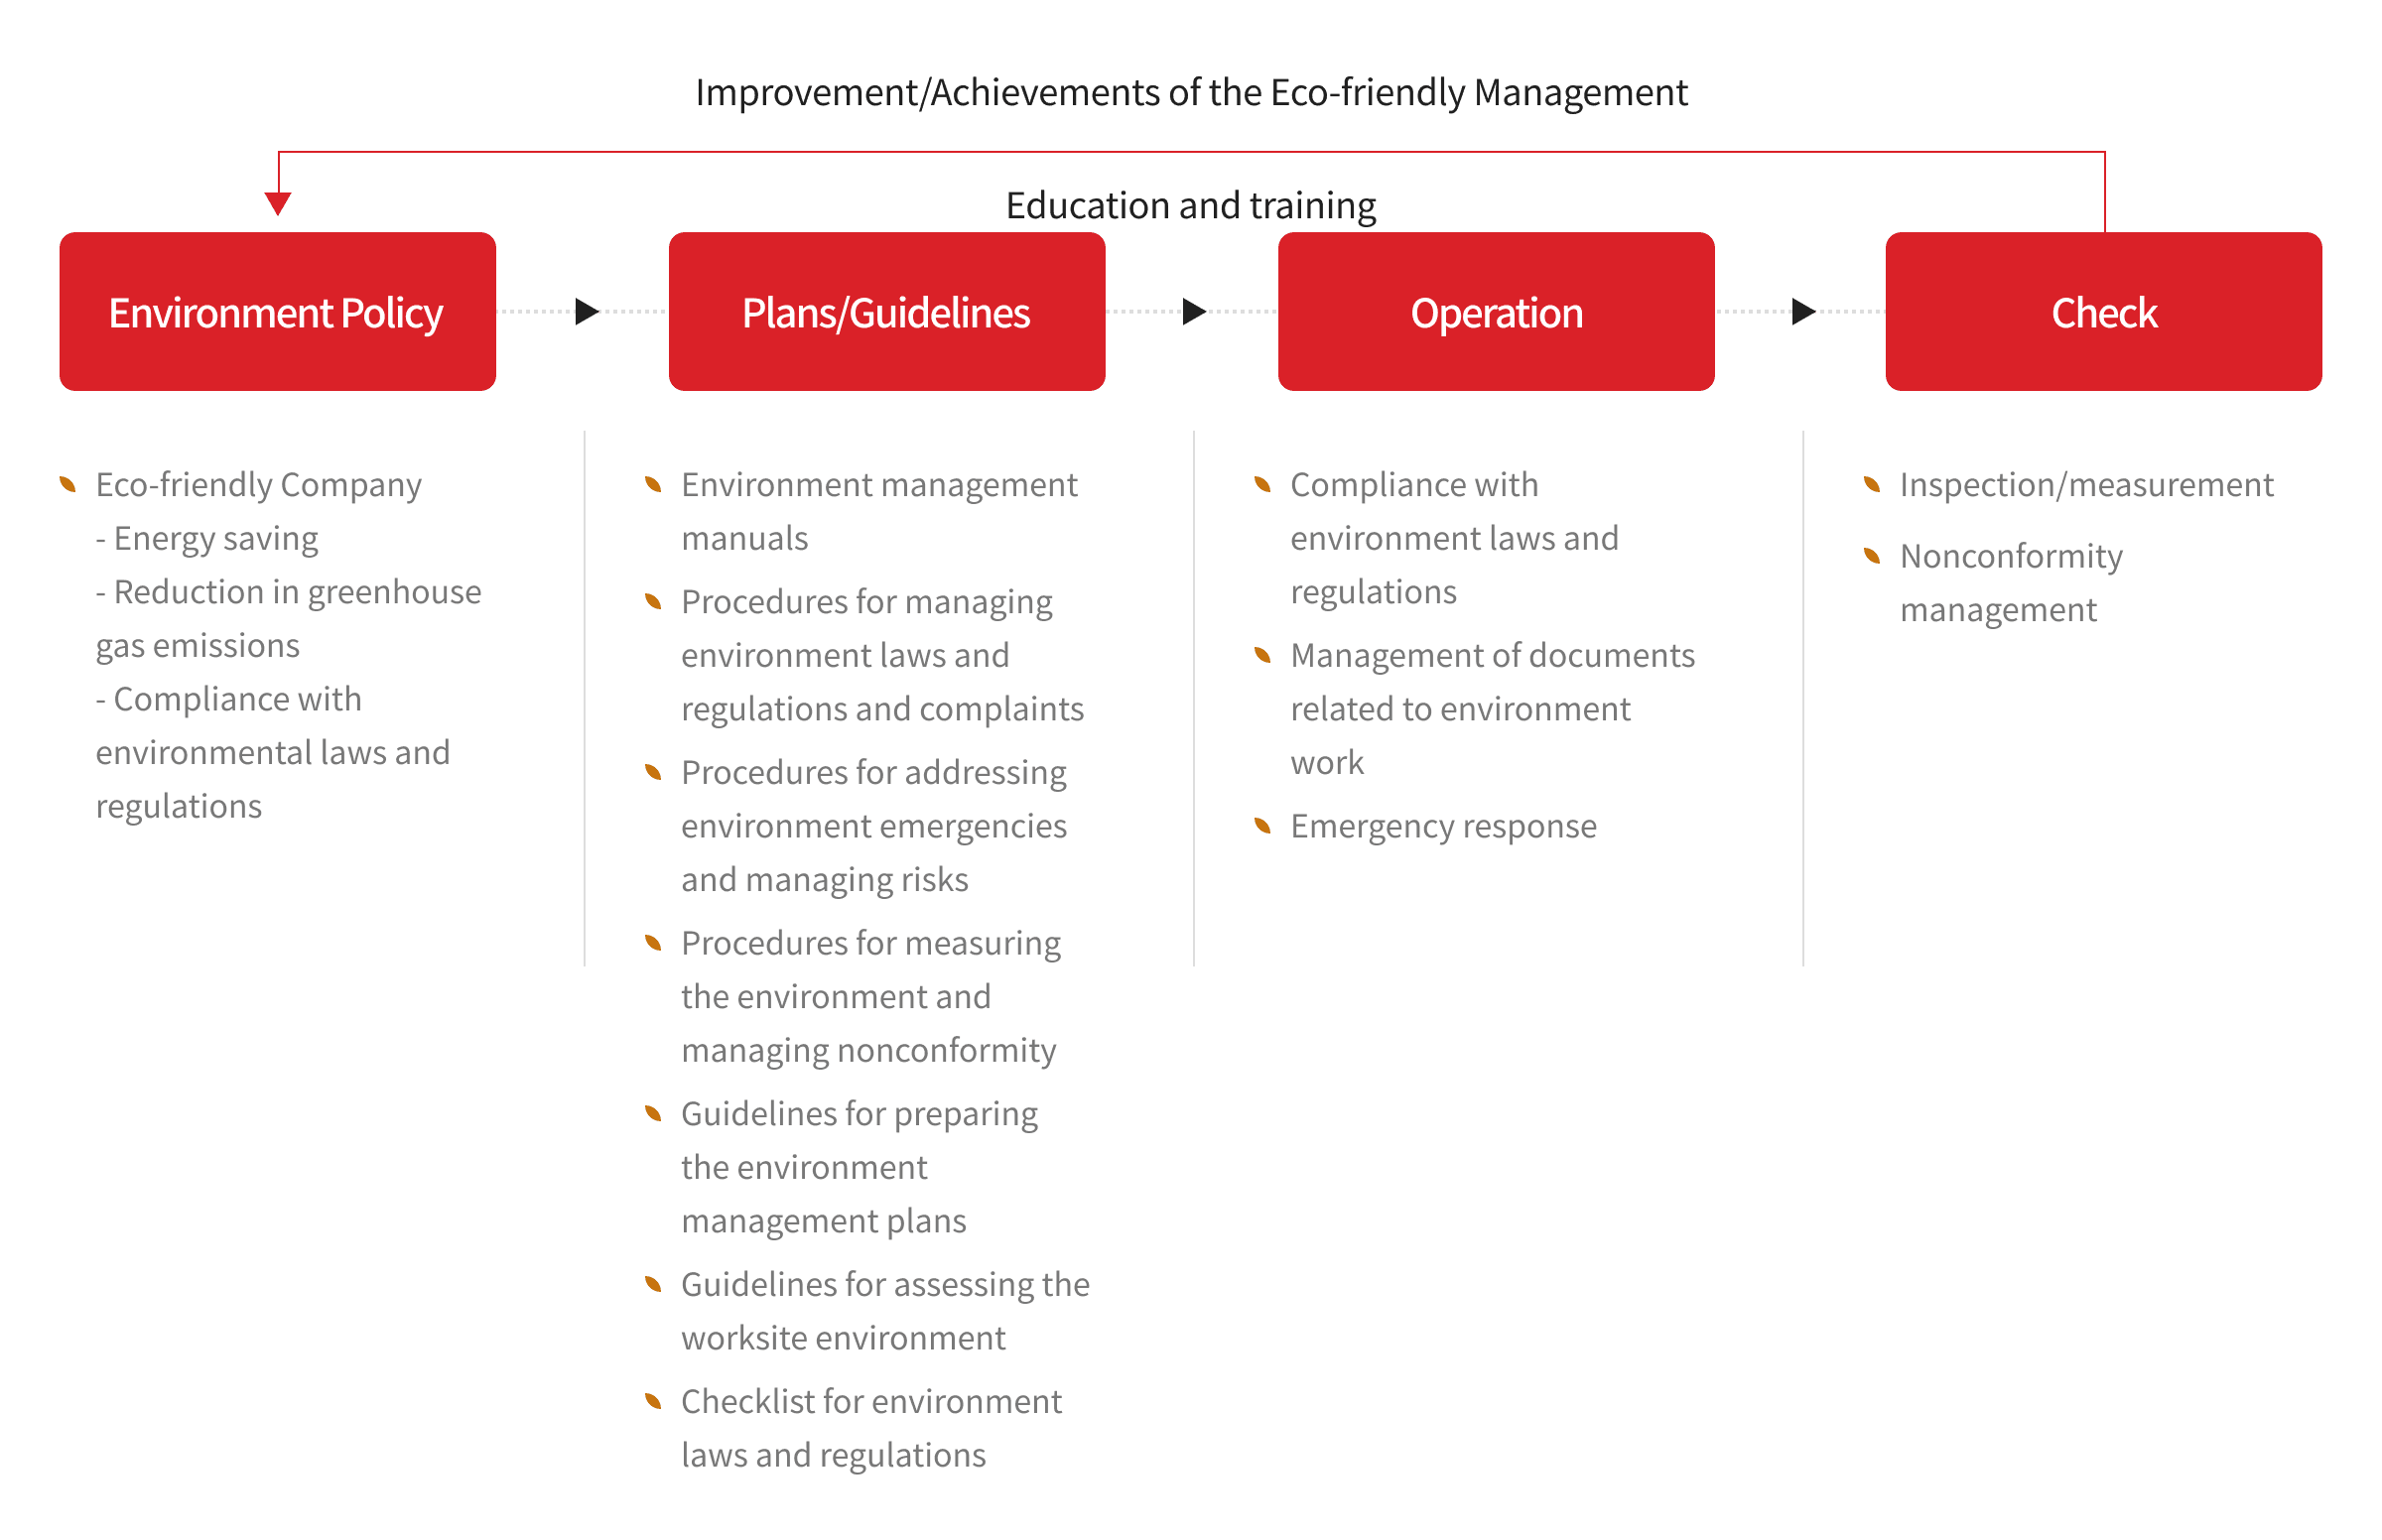 Improvement/Achievements of the Eco-friendly Management
Education and training
Environment Policy
Plans/Guidelines
Operation
Check
Eco-friendly Company
- Energy saving
- Reduction in greenhouse
gas emissions
- Compliance with
environmental laws and
regulations
Environment management
manuals
Procedures for managing
environment laws and
regulations and complaints
Procedures for addressing
environment emergencies
and managing risks
Procedures for measuring
the environment and
managing nonconformity
Guidelines for preparing
the environment
management plans
Guidelines for assessing the
worksite environment
Checklist for environment
laws and regulations
Compliance with
environment laws and
regulations
Management of documents
related to environment
work
Emergency response
Inspection/measurement
Nonconformity
management